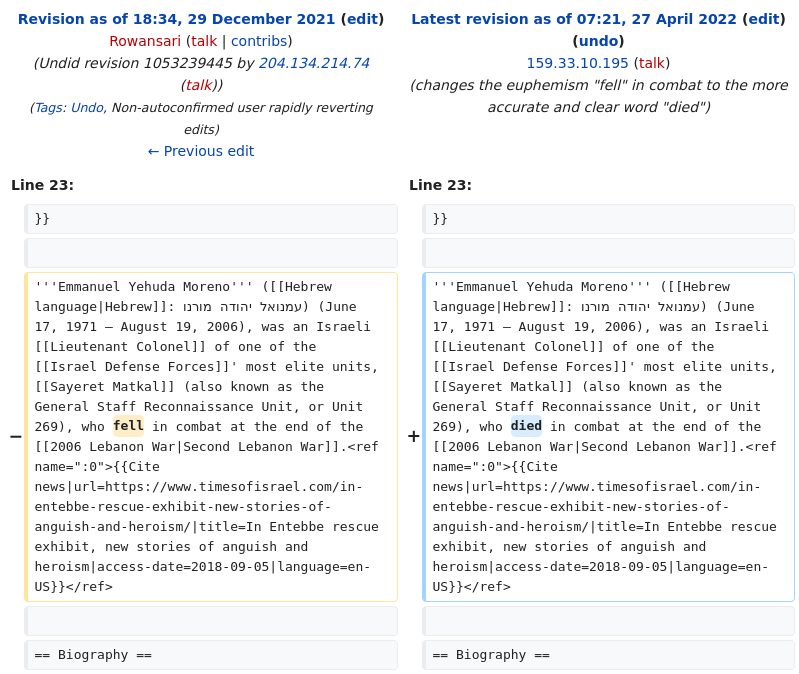 Revision as of 18:34, 29 December 2021 (edit)
Rowansari (talk | contribs)
(Undid revision 1053239445 by 204.134.214.74
(talk))
(Tags: Undo, Non-autoconfirmed user rapidly reverting
edits)
← Previous edit
Latest revision as of 07:21, 27 April 2022 (edit)
(undo)
159.33.10.195 (talk)
(changes the euphemism "fell" in combat to the more
accurate and clear word "died")
Line 23:
Line 23:
}}
}}
− '''Emmanuel Yehuda Moreno''' ([[Hebrew
language|Hebrew]]: עמנואל יהודה מורנו) (June
17, 1971 – August 19, 2006), was an Israeli
[[Lieutenant Colonel]] of one of the
[[Israel Defense Forces]]' most elite units,
[[Sayeret Matkal]] (also known as the
General Staff Reconnaissance Unit, or Unit
269), who fell in combat at the end of the
[[2006 Lebanon War|Second Lebanon War]].<ref
name=":0">{{Cite
news|url=https://www.timesofisrael.com/in-
entebbe-rescue-exhibit-new-stories-of-
anguish-and-heroism/|title=In Entebbe rescue
exhibit, new stories of anguish and
heroism|access-date=2018-09-05|language=en-
US}}</ref>
+ '''Emmanuel Yehuda Moreno''' ([[Hebrew
language|Hebrew]]: עמנואל יהודה מורנו) (June
17, 1971 – August 19, 2006), was an Israeli
[[Lieutenant Colonel]] of one of the
[[Israel Defense Forces]]' most elite units,
[[Sayeret Matkal]] (also known as the
General Staff Reconnaissance Unit, or Unit
269), who died in combat at the end of the
[[2006 Lebanon War|Second Lebanon War]].<ref
name=":0">{{Cite
news|url=https://www.timesofisrael.com/in-
entebbe-rescue-exhibit-new-stories-of-
anguish-and-heroism/|title=In Entebbe rescue
exhibit, new stories of anguish and
heroism|access-date=2018-09-05|language=en-
US}}</ref>
== Biography ==
== Biography ==